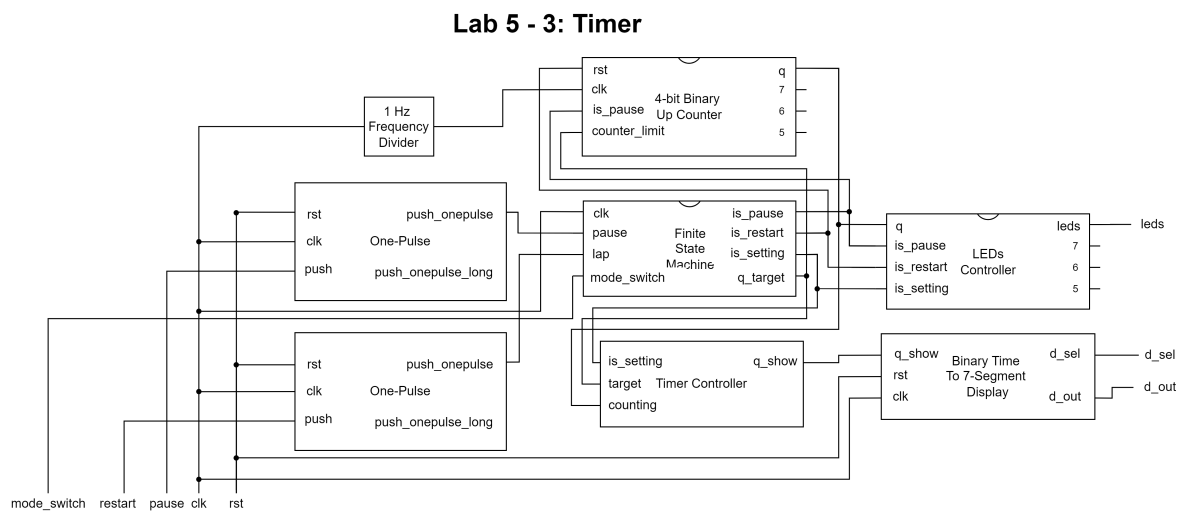 Lab 5 - 3: Timer
rst
q
clk
7
is_pause
4-bit Binary
Up Counter
6
counter_limit
5
1 Hz
Frequency
Divider
rst
push_onepulse
clk
One-Pulse
push
push_onepulse_long
clk
is_pause
pause
Finite
State
Machine
is_restart
lap
is_setting
mode_switch
q_target
q
leds
leds
is_pause
7
LEDs
Controller
is_restart
6
is_setting
5
rst
push_onepulse
clk
One-Pulse
push
push_onepulse_long
is_setting
q_show
target
Timer Controller
counting
q_show
Binary Time
To 7-Segment
Display
d_sel
d_sel
rst
clk
d_out
d_out
mode_switch
restart
pause
clk
rst